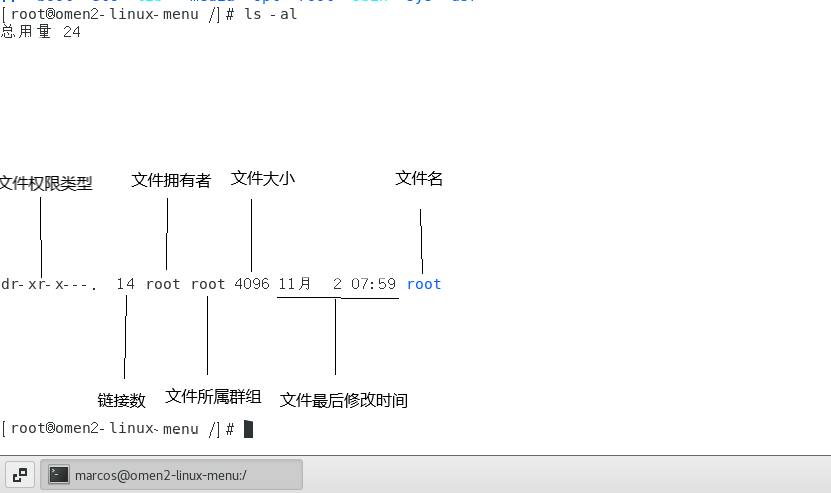 [root@omen2-linux-menu /]# ls -al
总用量 24
文件权限类型 文件拥有者 文件大小 文件名
dr-xr-x---. 14 root root 4096 11月 2 07:59 root
链接数 文件所属群组 文件最后修改时间
[root@omen2-linux-menu /]#
marcos@omen2-linux-menu:/